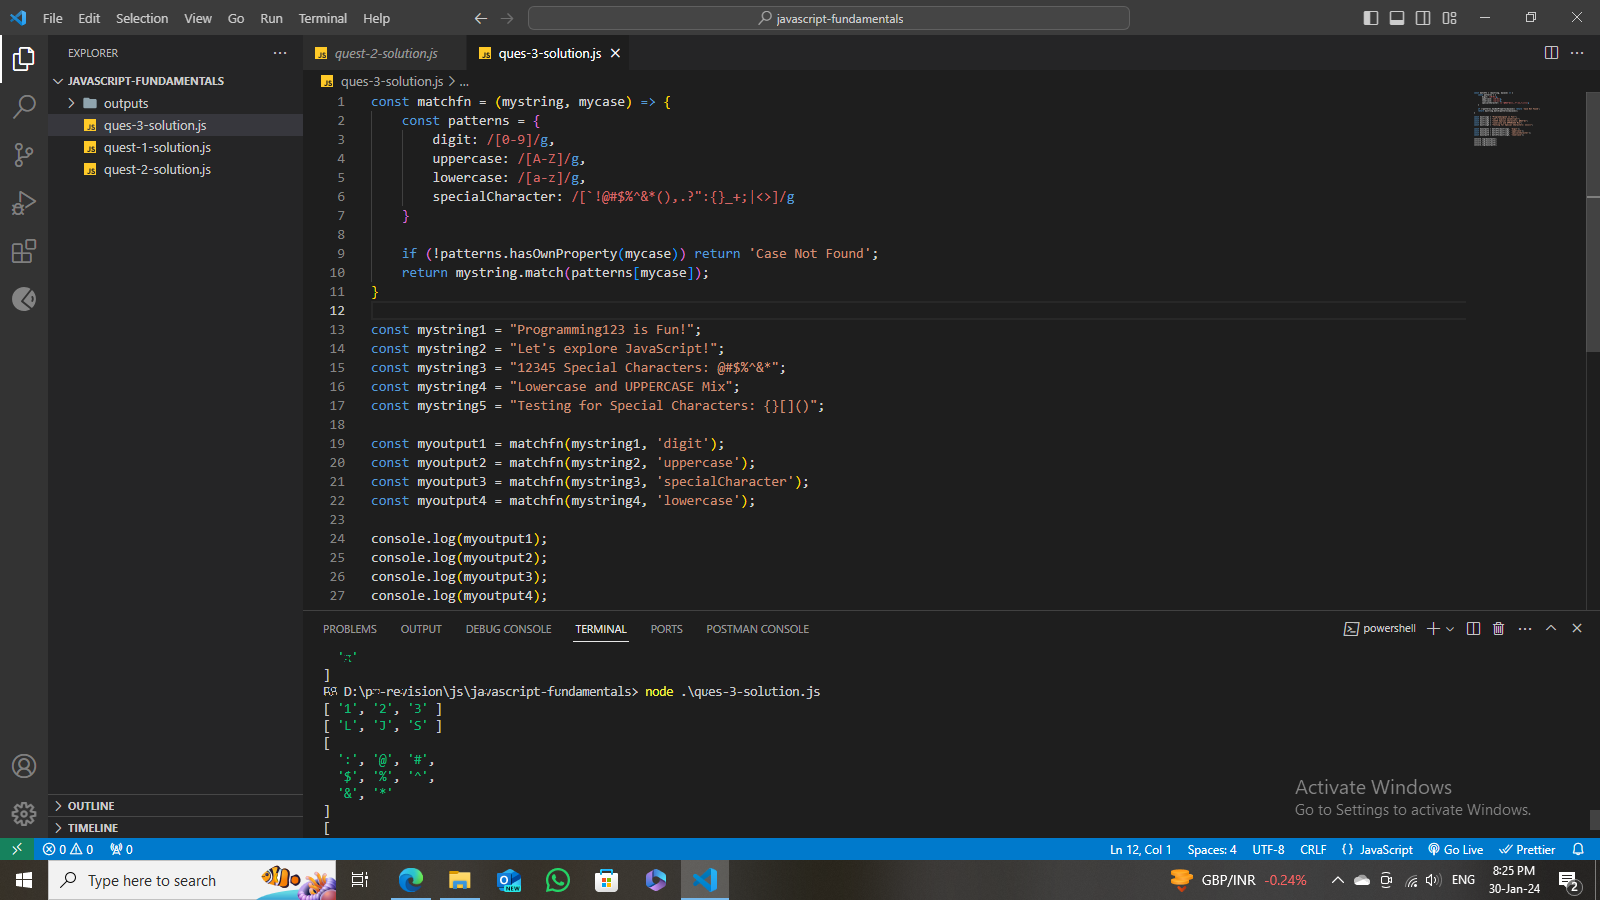 File Edit Selection View Go Run Terminal Help
javascript-fundamentals
EXPLORER
JAVASCRIPT-FUNDAMENTALS
outputs
ques-3-solution.js
quest-1-solution.js
quest-2-solution.js
OUTLINE
TIMELINE
JS quest-2-solution.js JS ques-3-solution.js
JS ques-3-solution.js > ...
1 const matchfn = (mystring, mycase) => {
2     const patterns = {
3         digit: /[0-9]/g,
4         uppercase: /[A-Z]/g,
5         lowercase: /[a-z]/g,
6         specialCharacter: /[`!@#$%^&*(),.?":{}_+;|<>]/g
7     }
8
9     if (!patterns.hasOwnProperty(mycase)) return 'Case Not Found';
10     return mystring.match(patterns[mycase]);
11 }
12
13 const mystring1 = "Programming123 is Fun!";
14 const mystring2 = "Let's explore JavaScript!";
15 const mystring3 = "12345 Special Characters: @#$%^&*";
16 const mystring4 = "Lowercase and UPPERCASE Mix";
17 const mystring5 = "Testing for Special Characters: {}[]()";
18
19 const myoutput1 = matchfn(mystring1, 'digit');
20 const myoutput2 = matchfn(mystring2, 'uppercase');
21 const myoutput3 = matchfn(mystring3, 'specialCharacter');
22 const myoutput4 = matchfn(mystring4, 'lowercase');
23
24 console.log(myoutput1);
25 console.log(myoutput2);
26 console.log(myoutput3);
27 console.log(myoutput4);
PROBLEMS OUTPUT DEBUG CONSOLE TERMINAL PORTS POSTMAN CONSOLE
powershell
]
PS D:\pr-revision\js\javascript-fundamentals> node .\ques-3-solution.js
[ '1', '2', '3' ]
[ 'L', 'J', 'S' ]
[
  ':', '@', '#',
  '$', '%', '^',
  '&', '*'
]
[
Activate Windows
Go to Settings to activate Windows.
0 0 0
Ln 12, Col 1 Spaces: 4 UTF-8 CRLF {} JavaScript Go Live Prettier
Type here to search
NEW
GBP/INR -0.24%
ENG
8:25 PM
30-Jan-24
2